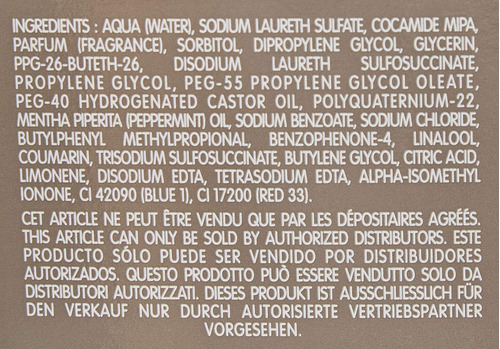 INGREDIENTS : AQUA (WATER), SODIUM LAURETH SULFATE, COCAMIDE MIPA,
PARFUM (FRAGRANCE), SORBITOL, DIPROPYLENE GLYCOL, GLYCERIN,
PPG-26-BUTETH-26, DISODIUM LAURETH SULFOSUCCINATE,
PROPYLENE GLYCOL, PEG-55 PROPYLENE GLYCOL OLEATE,
PEG-40 HYDROGENATED CASTOR OIL, POLYQUATERNIUM-22,
MENTHA PIPERITA (PEPPERMINT) OIL, SODIUM BENZOATE, SODIUM CHLORIDE,
BUTYLPHENYL METHYLPROPIONAL, BENZOPHENONE-4, LINALOOL,
COUMARIN, TRISODIUM SULFOSUCCINATE, BUTYLENE GLYCOL, CITRIC ACID,
LIMONENE, DISODIUM EDTA, TETRASODIUM EDTA, ALPHA-ISOMETHYL
IONONE, CI 42090 (BLUE 1), CI 17200 (RED 33).
CET ARTICLE NE PEUT ÊTRE VENDU QUE PAR LES DÉPOSITAIRES AGRÉÉS.
THIS ARTICLE CAN ONLY BE SOLD BY AUTHORIZED DISTRIBUTORS. ESTE
PRODUCTO SÔLO PUEDE SER VENDIDO POR DISTRIBUIDORES
AUTORIZADOS. QUESTO PRODOTTO PUÒ ESSERE VENDUTTO SOLO DA
DISTRIBUTORI AUTORIZZATI. DIESES PRODUKT IST AUSSCHLIESSLICH FÜR
DEN VERKAUF NUR DURCH AUTORISIERTE VERTRIEBSPARTNER
VORGESEHEN.